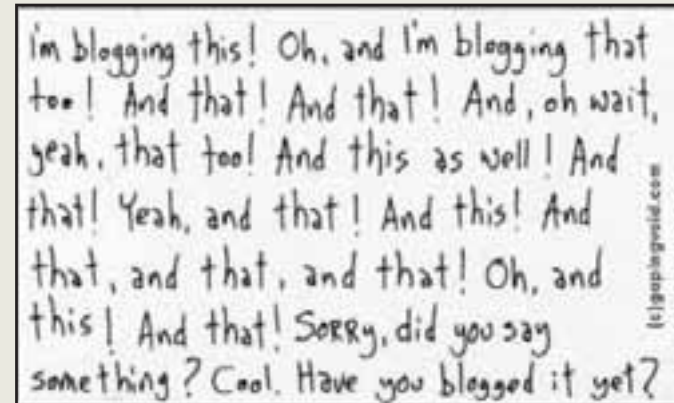 I'm blogging this! Oh, and I'm blogging that
too! And that! And that! And, oh wait,
yeah, that too! And this as well! And
that! Yeah, and that! And this! And
that, and that, and that! Oh, and
this! And that! Sorry, did you say
something? Cool. Have you blogged it yet?
(c)gapingvoid.com